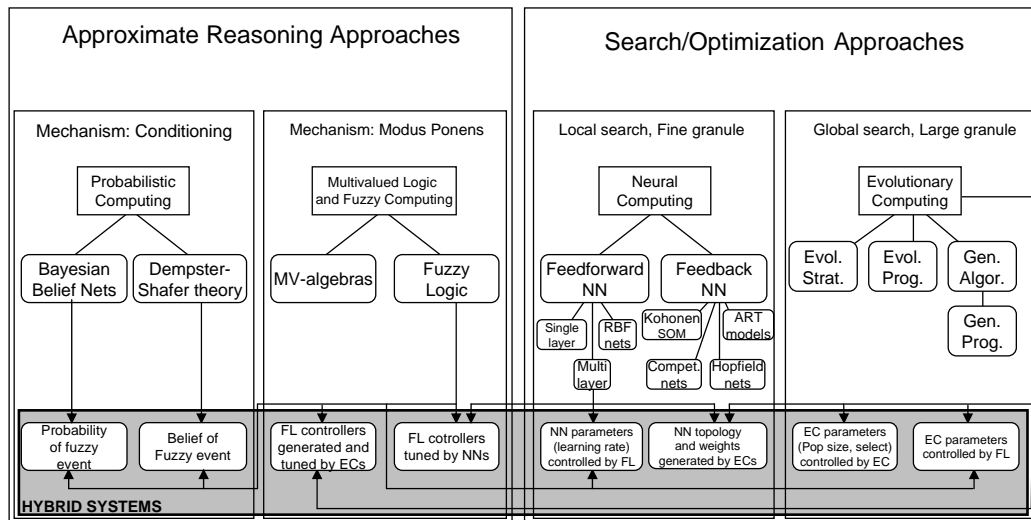 Approximate Reasoning Approaches
Search/Optimization Approaches
Mechanism: Conditioning
Mechanism: Modus Ponens
Local search, Fine granule
Global search, Large granule
Probabilistic
Computing
Multivalued Logic
and Fuzzy Computing
Neural
Computing
Evolutionary
Computing
Bayesian
Belief Nets
Dempster-
Shafer theory
MV-algebras
Fuzzy
Logic
Feedforward
NN
Feedback
NN
Evol.
Strat.
Evol.
Prog.
Gen.
Algor.
Gen.
Prog.
Single
layer
RBF
nets
Multi
layer
Kohonen
SOM
ART
models
Compet.
nets
Hopfield
nets
Probability
of fuzzy
event
Belief of
Fuzzy event
FL controllers
generated and
tuned by ECs
FL cotrollers
tuned by NNs
NN parameters
(learning rate)
controlled by FL
NN topology
and weights
generated by ECs
EC parameters
(Pop size, select)
controlled by EC
EC parameters
controlled by FL
HYBRID SYSTEMS